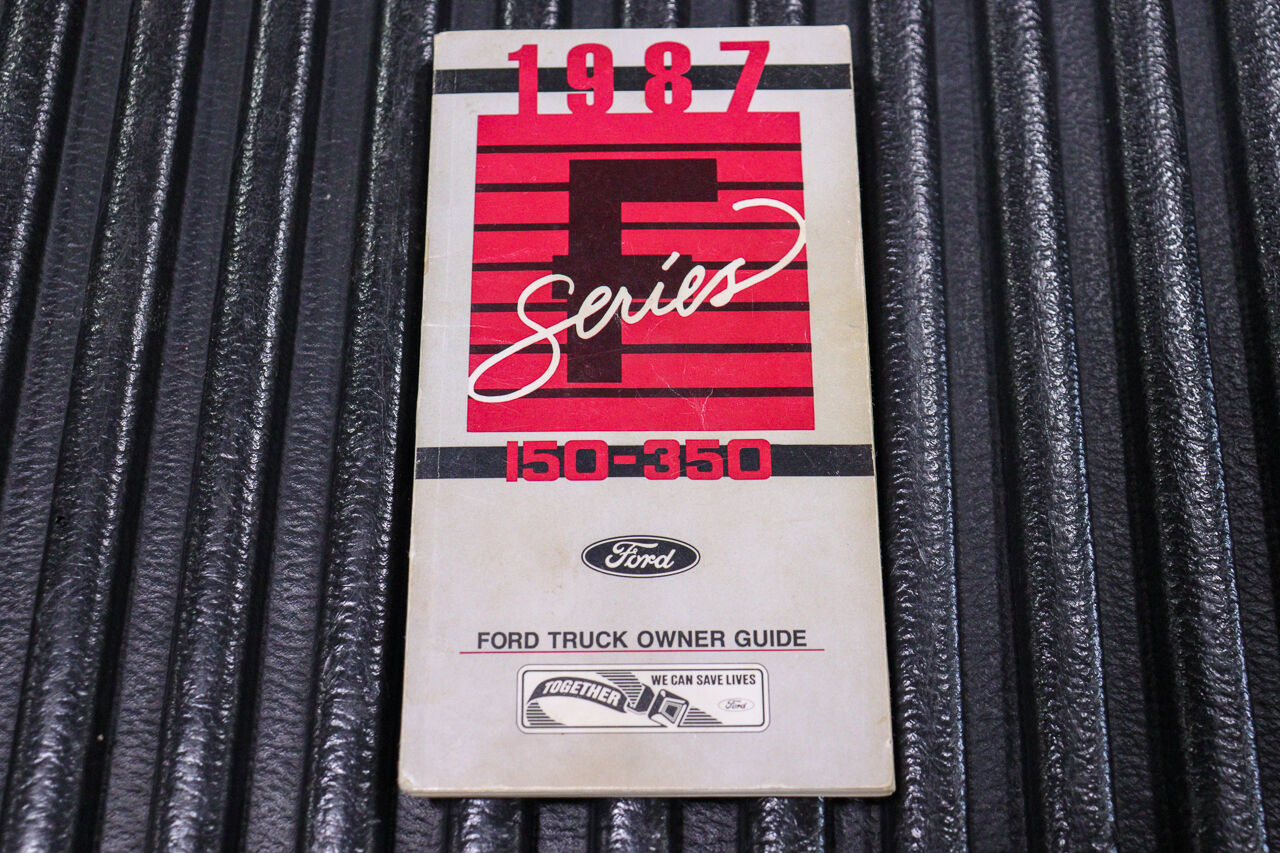 1987
F
Series
150-350
Ford
FORD TRUCK OWNER GUIDE
TOGETHER
WE CAN SAVE LIVES
Ford